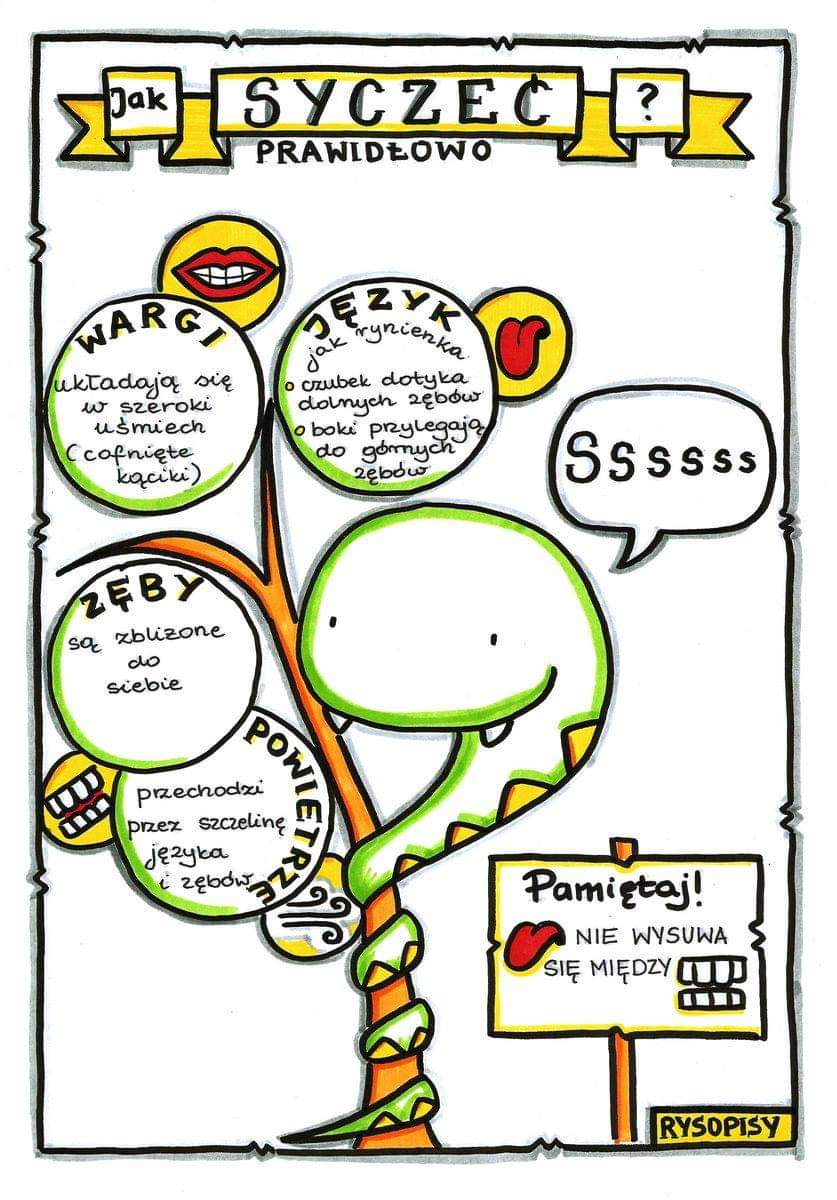 Jak SYCZEĆ ?
PRAWIDŁOWO
WARGI
układają się
w szeroki
uśmiech
(cofnięte
kąciki)
JĘZYK
jak rynienka
czubek dotyka
dolnych zębów
boki przylegają
do górnych
zębów
Ssssss
ZĘBY
są zbliżone
do
siebie
POWIETRZE
przechodzi
przez szczelinę
języka
i zębów
Pamiętaj!
NIE WYSUWA
SIĘ MIĘDZY
RYSOPISY